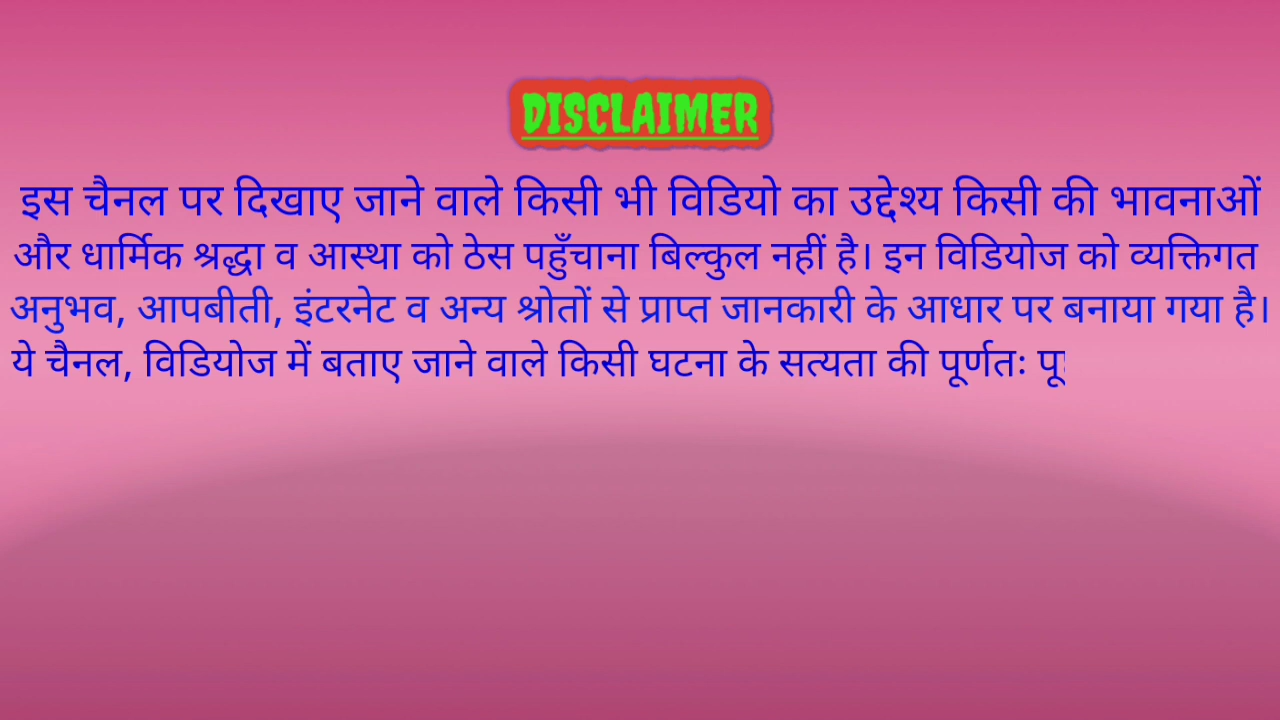 DISCLAIMER
इस चैनल पर दिखाए जाने वाले किसी भी विडियो का उद्देश्य किसी की भावनाओं
और धार्मिक श्रद्धा व आस्था को ठेस पहुँचाना बिल्कुल नहीं है। इन विडियोज को व्यक्तिगत
अनुभव, आपबीती, इंटरनेट व अन्य श्रोतों से प्राप्त जानकारी के आधार पर बनाया गया है।
ये चैनल, विडियोज में बताए जाने वाले किसी घटना के सत्यता की पूर्णतः